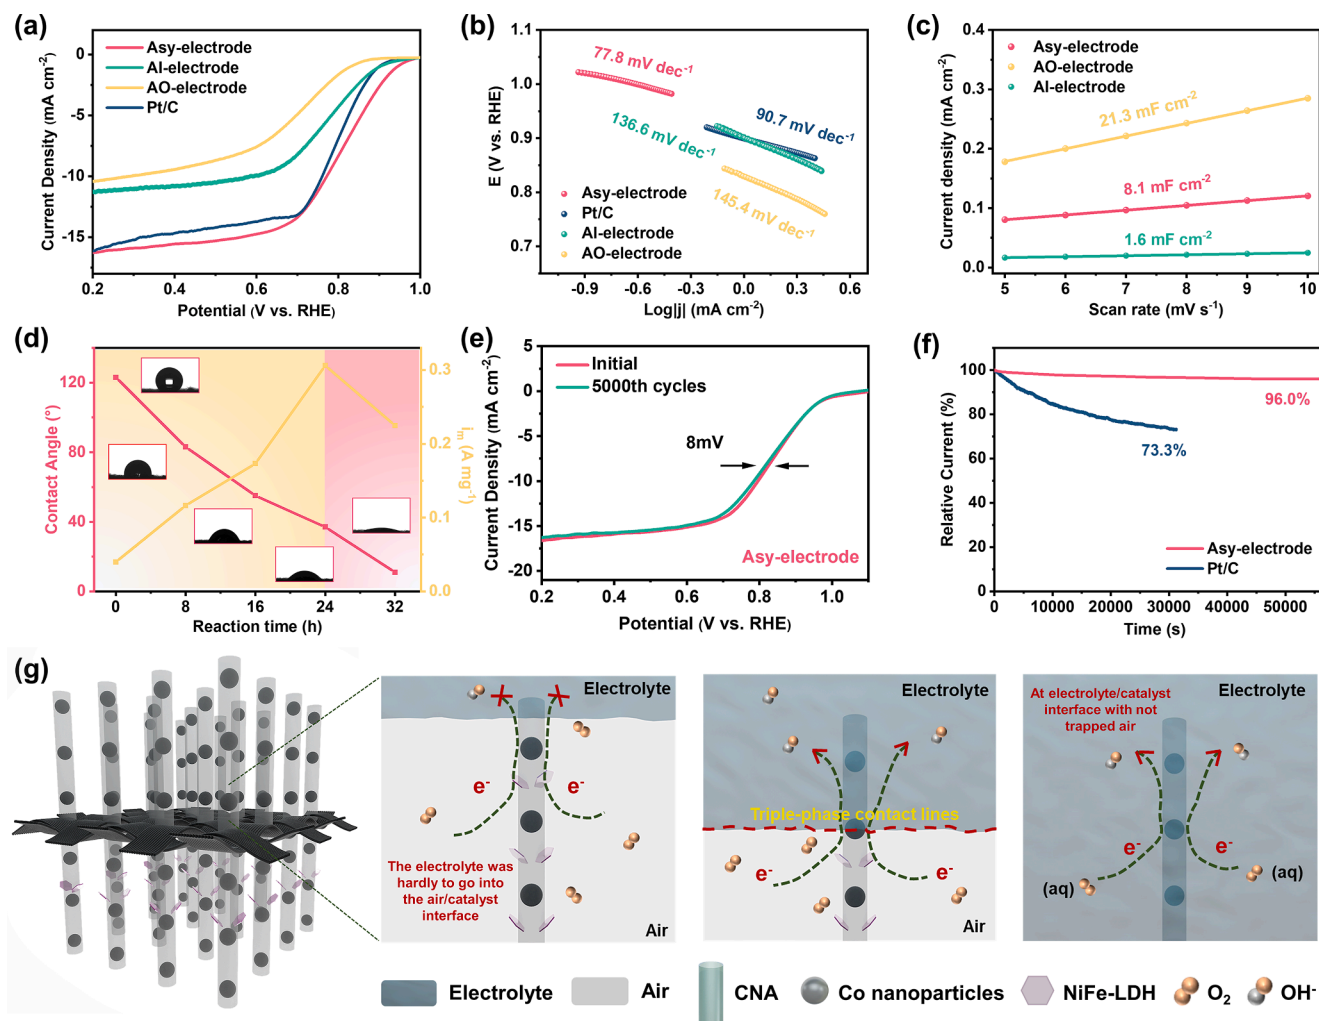 (a)
Asy-electrode
Al-electrode
AO-electrode
Pt/C
0
-5
-10
-15
Current Density (mA cm⁻²)
0.2 0.4 0.6 0.8 1.0
Potential (V vs. RHE)
(b)
77.8 mV dec⁻¹
90.7 mV dec⁻¹
136.6 mV dec⁻¹
145.4 mV dec⁻¹
Asy-electrode
Pt/C
Al-electrode
AO-electrode
1.1
1.0
0.9
0.8
0.7
E (V vs. RHE)
-0.9 -0.6 -0.3 0.0 0.3 0.6
Log|j| (mA cm⁻²)
(c)
Asy-electrode
AO-electrode
Al-electrode
21.3 mF cm⁻²
8.1 mF cm⁻²
1.6 mF cm⁻²
0.4
0.3
0.2
0.1
0.0
Current density (mA cm⁻²)
5 6 7 8 9 10
Scan rate (mV s⁻¹)
(d)
120
80
40
0
Contact Angle (°)
0.3
0.2
0.1
0.0
iₘ (A mg⁻¹)
0 8 16 24 32
Reaction time (h)
(e)
Initial
5000th cycles
8mV
Asy-electrode
5
0
-5
-10
-15
-20
Current Density (mA cm⁻²)
0.2 0.4 0.6 0.8 1.0
Potential (V vs. RHE)
(f)
96.0%
73.3%
Asy-electrode
Pt/C
100
80
60
40
20
0
Relative Current (%)
0 10000 20000 30000 40000 50000
Time (s)
(g)
Electrolyte
e⁻ e⁻
The electrolyte was
hardly to go into
the air/catalyst
interface
Air
Electrolyte
Triple-phase contact lines
e⁻ e⁻
Air
At electrolyte/catalyst
interface with not
trapped air
Electrolyte
e⁻ e⁻
(aq) (aq)
Electrolyte
Air
CNA
Co nanoparticles
NiFe-LDH
O₂
OH⁻